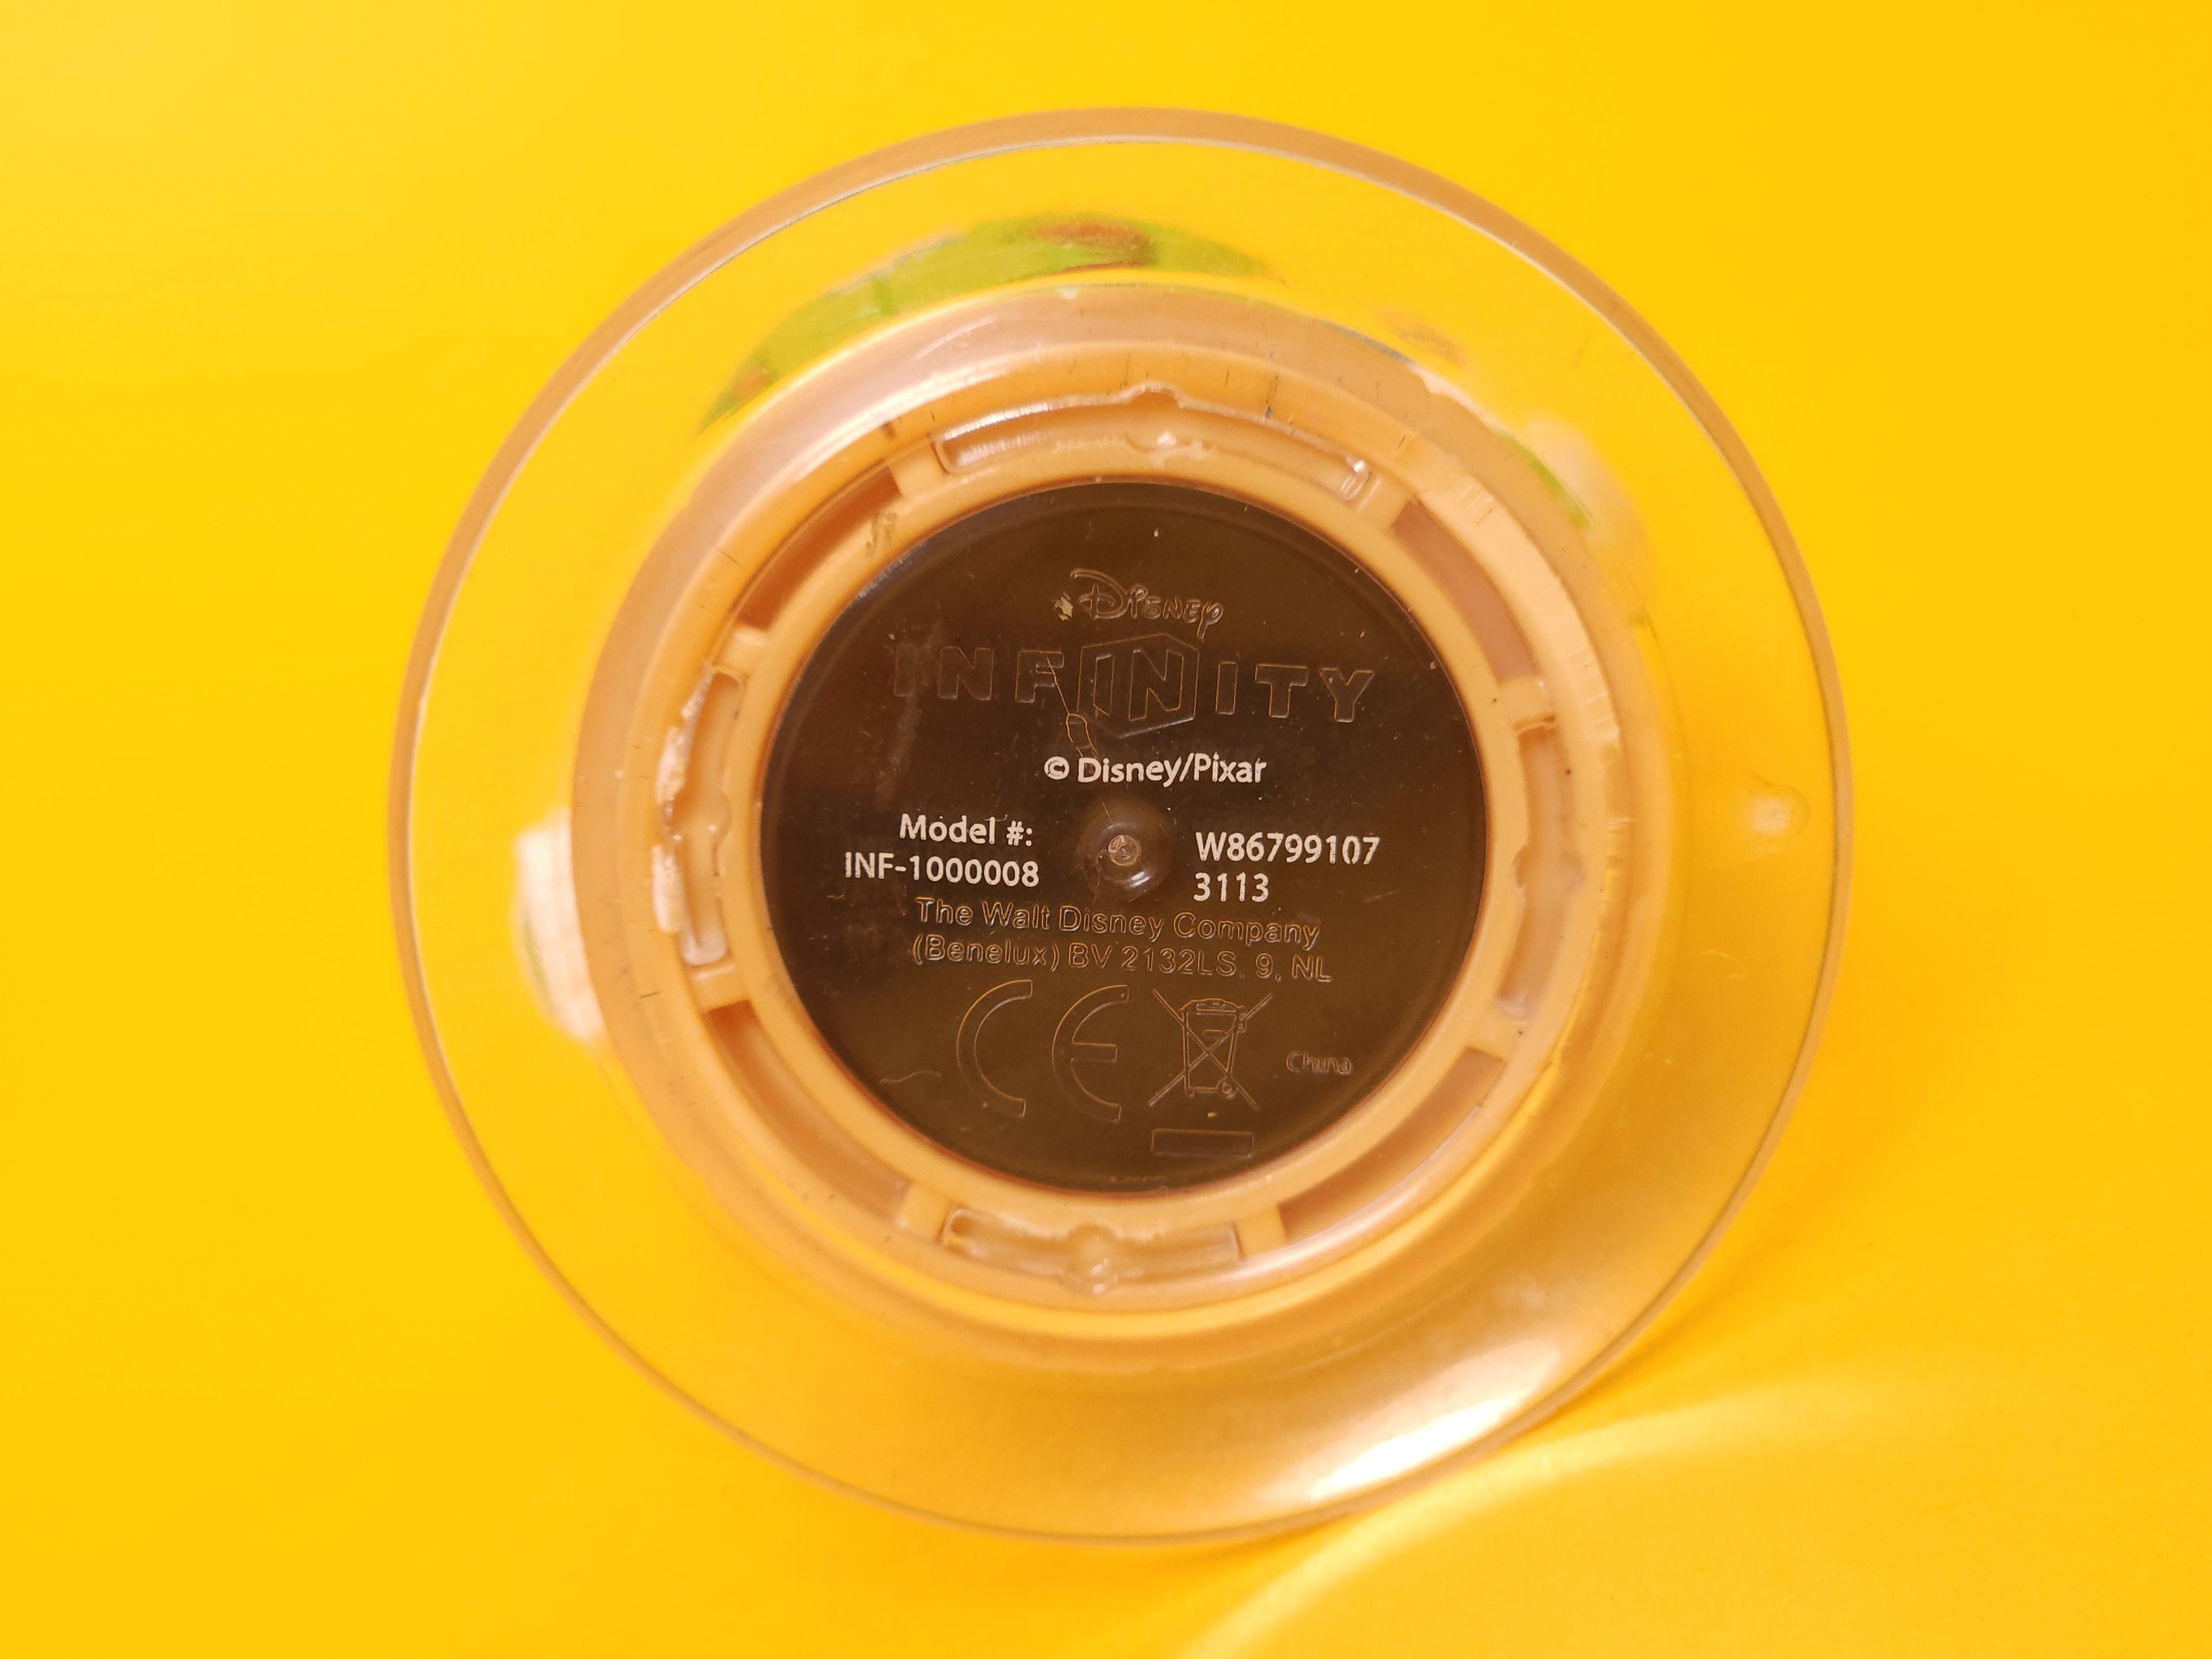 Disney
INFINITY
© Disney/Pixar
Model #:
INF-1000008
W86799107
3113
The Walt Disney Company
(Benelux) BV 2132LS, 9, NL
CE
China